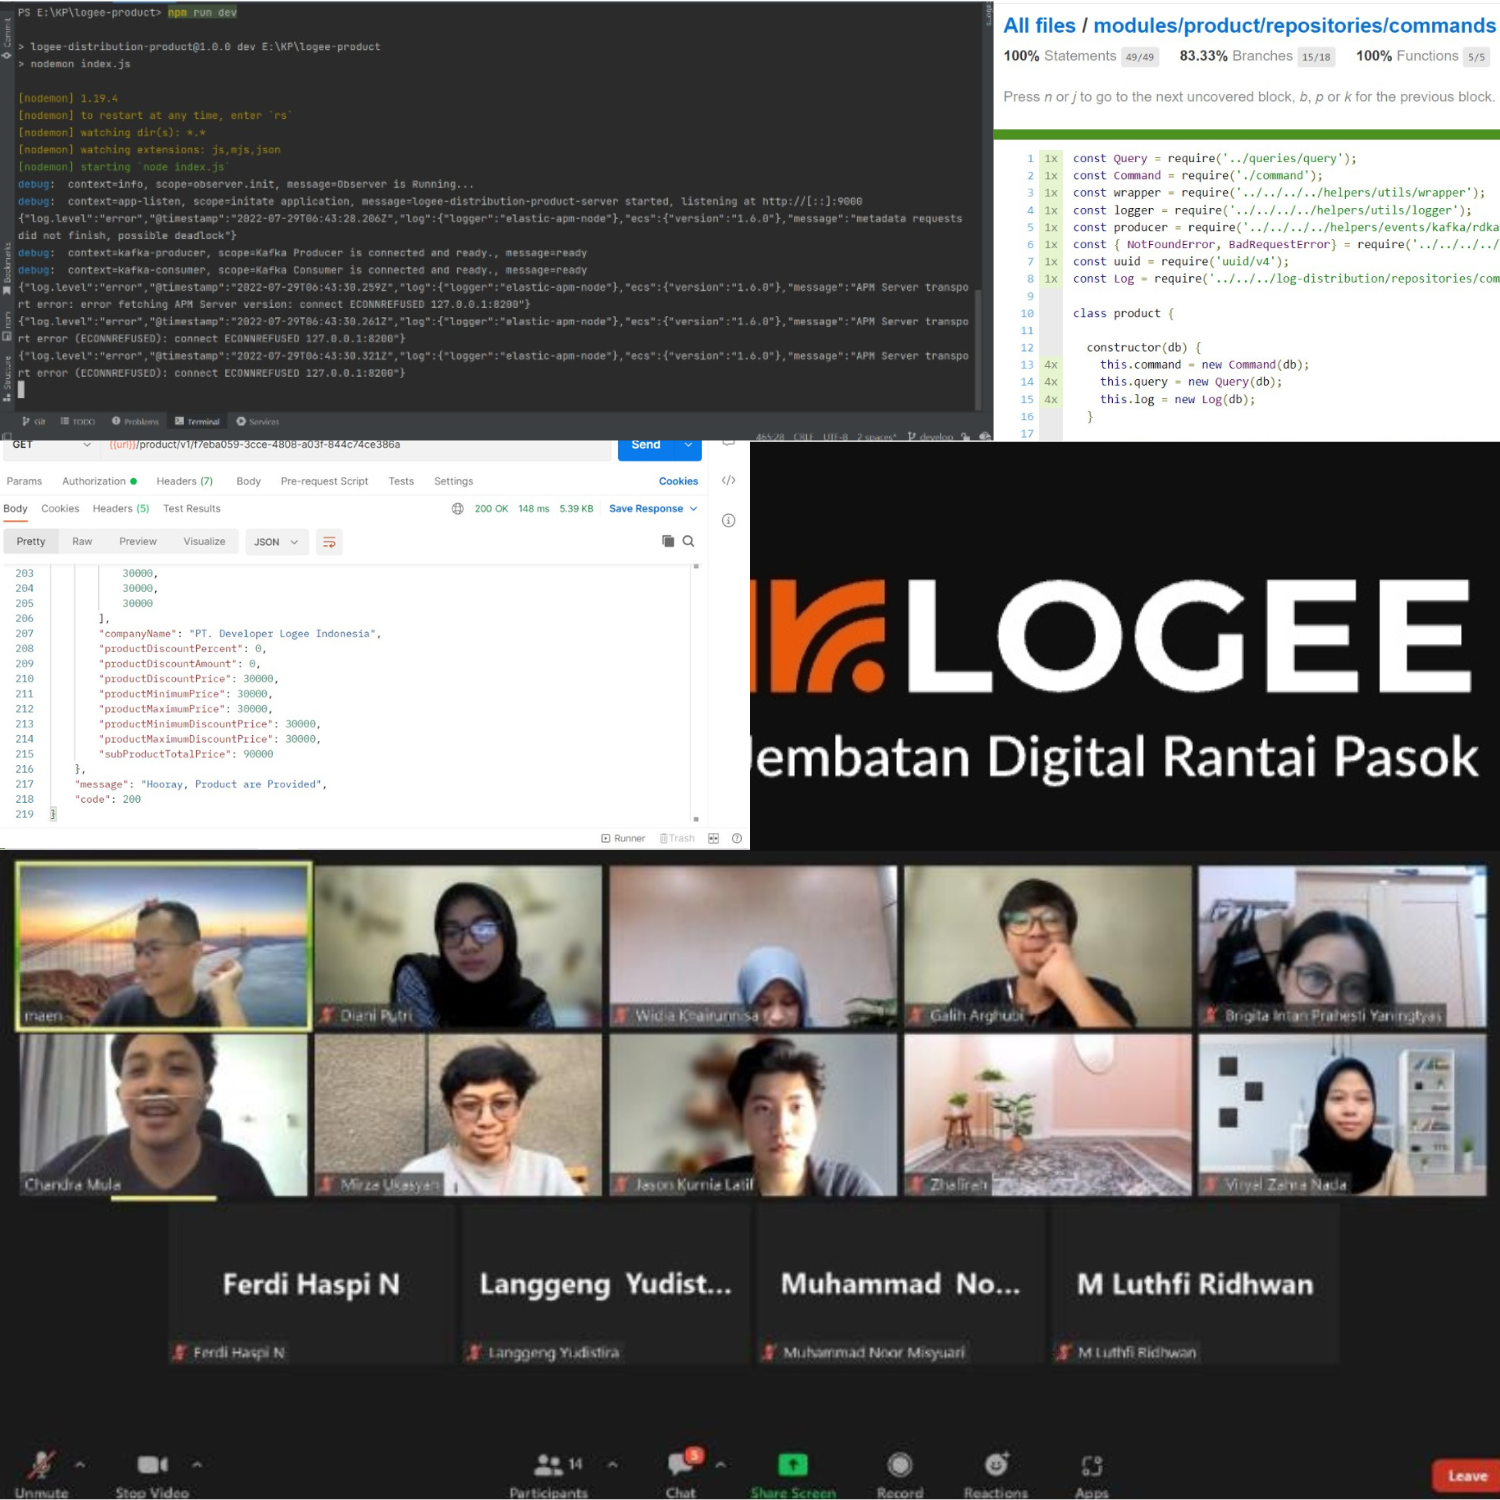 PS E:\KP\logee-product> npm run dev
> logee-distribution-product@1.0.0 dev E:\KP\logee-product
> nodemon index.js
[nodemon] 1.19.4
[nodemon] to restart at any time, enter `rs`
[nodemon] watching dir(s): *.*
[nodemon] watching extensions: js,mjs,json
[nodemon] starting `node index.js`
debug: context=info, scope=observer.init, message=Observer is Running...
debug: context=app-listen, scope=initate application, message=logee-distribution-product-server started, listening at http://[::]:9000
{"log.level":"error","@timestamp":"2022-07-29T06:43:28.206Z","log":{"logger":"elastic-apm-node"},"ecs":{"version":"1.6.0"},"message":"metadata requests
did not finish, possible deadlock"}
debug: context=kafka-producer, scope=Kafka Producer is connected and ready., message=ready
debug: context=kafka-consumer, scope=Kafka Consumer is connected and ready., message=ready
{"log.level":"error","@timestamp":"2022-07-29T06:43:30.259Z","log":{"logger":"elastic-apm-node"},"ecs":{"version":"1.6.0"},"message":"APM Server transpo
rt error: error fetching APM Server version: connect ECONNREFUSED 127.0.0.1:8200"}
{"log.level":"error","@timestamp":"2022-07-29T06:43:30.261Z","log":{"logger":"elastic-apm-node"},"ecs":{"version":"1.6.0"},"message":"APM Server transpo
rt error (ECONNREFUSED): connect ECONNREFUSED 127.0.0.1:8200"}
{"log.level":"error","@timestamp":"2022-07-29T06:43:30.321Z","log":{"logger":"elastic-apm-node"},"ecs":{"version":"1.6.0"},"message":"APM Server transpo
rt error (ECONNREFUSED): connect ECONNREFUSED 127.0.0.1:8200"}
Commit
Bookmarks
npm
Structure
Git TODO Problems Terminal Services
465:28 CRLF UTF-8 2 spaces* develop
All files / modules/product/repositories/commands
100% Statements 49/49 83.33% Branches 15/18 100% Functions 5/5
Press n or j to go to the next uncovered block, b, p or k for the previous block.
1 1x const Query = require('../queries/query');
2 1x const Command = require('./command');
3 1x const wrapper = require('../../../../helpers/utils/wrapper');
4 1x const logger = require('../../../../helpers/utils/logger');
5 1x const producer = require('../../../../helpers/events/kafka/rdka
6 1x const { NotFoundError, BadRequestError} = require('../../../../
7 1x const uuid = require('uuid/v4');
8 1x const Log = require('../../../log-distribution/repositories/com
9
10 class product {
11
12 constructor(db) {
13 4x this.command = new Command(db);
14 4x this.query = new Query(db);
15 4x this.log = new Log(db);
16 }
17
GET {{url}}/product/v1/f7eba059-3cce-4808-a03f-844c74ce386a Send
Params Authorization Headers (7) Body Pre-request Script Tests Settings Cookies
Body Cookies Headers (5) Test Results 200 OK 148 ms 5.39 KB Save Response
Pretty Raw Preview Visualize JSON
203 30000,
204 30000,
205 30000
206 ],
207 "companyName": "PT. Developer Logee Indonesia",
208 "productDiscountPercent": 0,
209 "productDiscountAmount": 0,
210 "productDiscountPrice": 30000,
211 "productMinimumPrice": 30000,
212 "productMaximumPrice": 30000,
213 "productMinimumDiscountPrice": 30000,
214 "productMaximumDiscountPrice": 30000,
215 "subProductTotalPrice": 90000
216 },
217 "message": "Hooray, Product are Provided",
218 "code": 200
219 }
Runner Trash
LOGEE
Jembatan Digital Rantai Pasok
maen
Diani Putri
Widia Khairunnisa
Galih Arghubi
Brigita Intan Prahesti Yaningtyas
Chandra Mula
Mirza Ukasyah
Jason Kurnia Latif
Zhafirah
Viryal Zahra Nada
Ferdi Haspi N
Langgeng Yudist...
Muhammad No...
M Luthfi Ridhwan
Ferdi Haspi N
Langgeng Yudistira
Muhammad Noor Misyuari
M Luthfi Ridhwan
14
5
Unmute Stop Video Participants Chat Share Screen Record Reactions Apps Leave